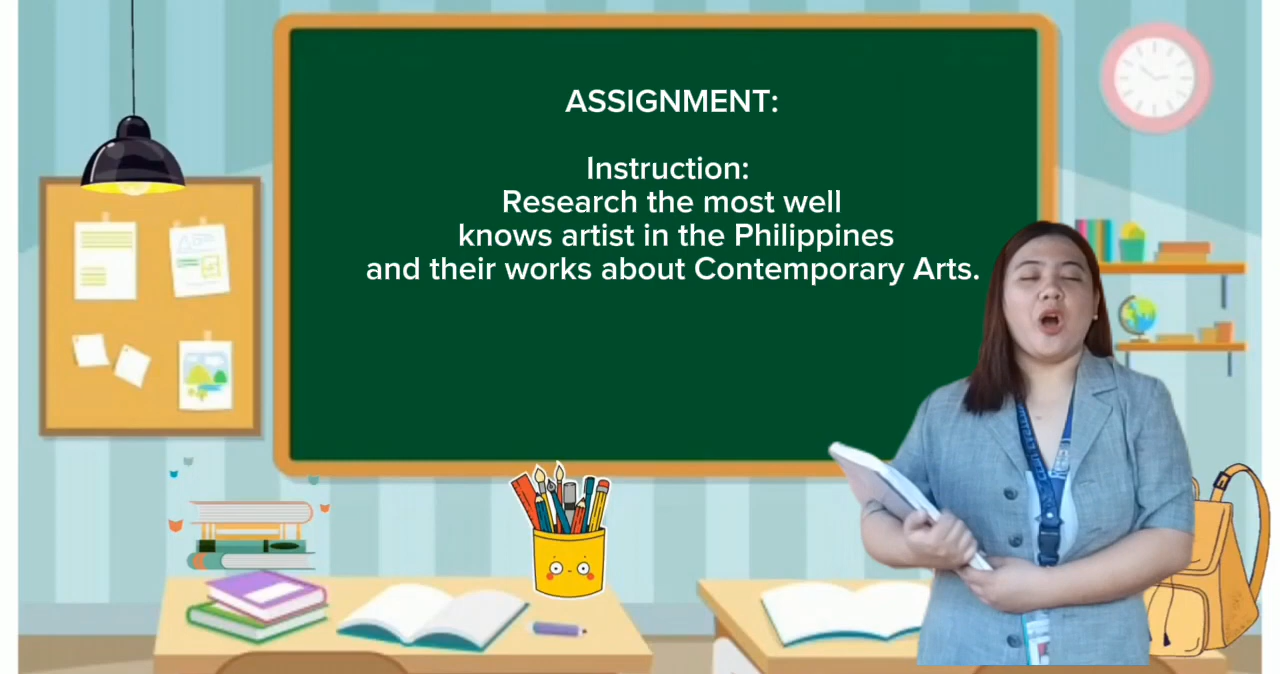 ASSIGNMENT:
Instruction:
Research the most well
knows artist in the Philippines
and their works about Contemporary Arts.